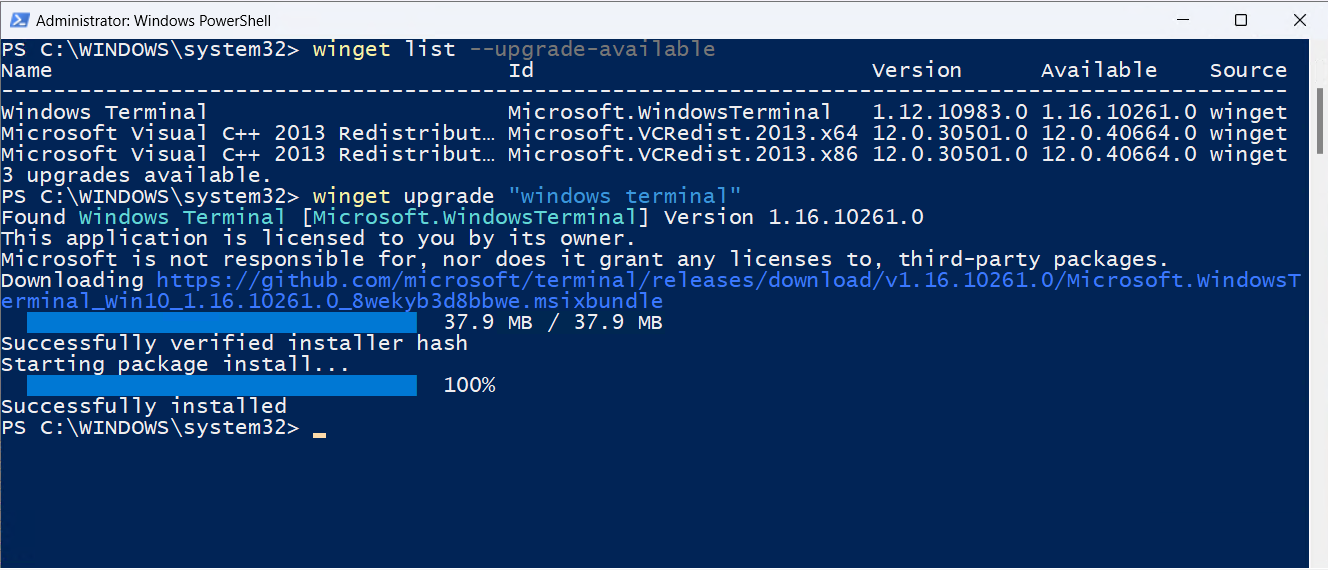 Administrator: Windows PowerShell
PS C:\WINDOWS\system32> winget list --upgrade-available
Name Id Version Available Source
---------------------------------------------------------------------------------------------------
Windows Terminal Microsoft.WindowsTerminal 1.12.10983.0 1.16.10261.0 winget
Microsoft Visual C++ 2013 Redistribut… Microsoft.VCRedist.2013.x64 12.0.30501.0 12.0.40664.0 winget
Microsoft Visual C++ 2013 Redistribut… Microsoft.VCRedist.2013.x86 12.0.30501.0 12.0.40664.0 winget
3 upgrades available.
PS C:\WINDOWS\system32> winget upgrade "windows terminal"
Found Windows Terminal [Microsoft.WindowsTerminal] Version 1.16.10261.0
This application is licensed to you by its owner.
Microsoft is not responsible for, nor does it grant any licenses to, third-party packages.
Downloading https://github.com/microsoft/terminal/releases/download/v1.16.10261.0/Microsoft.WindowsT
erminal_Win10_1.16.10261.0_8wekyb3d8bbwe.msixbundle
37.9 MB / 37.9 MB
Successfully verified installer hash
Starting package install...
100%
Successfully installed
PS C:\WINDOWS\system32>